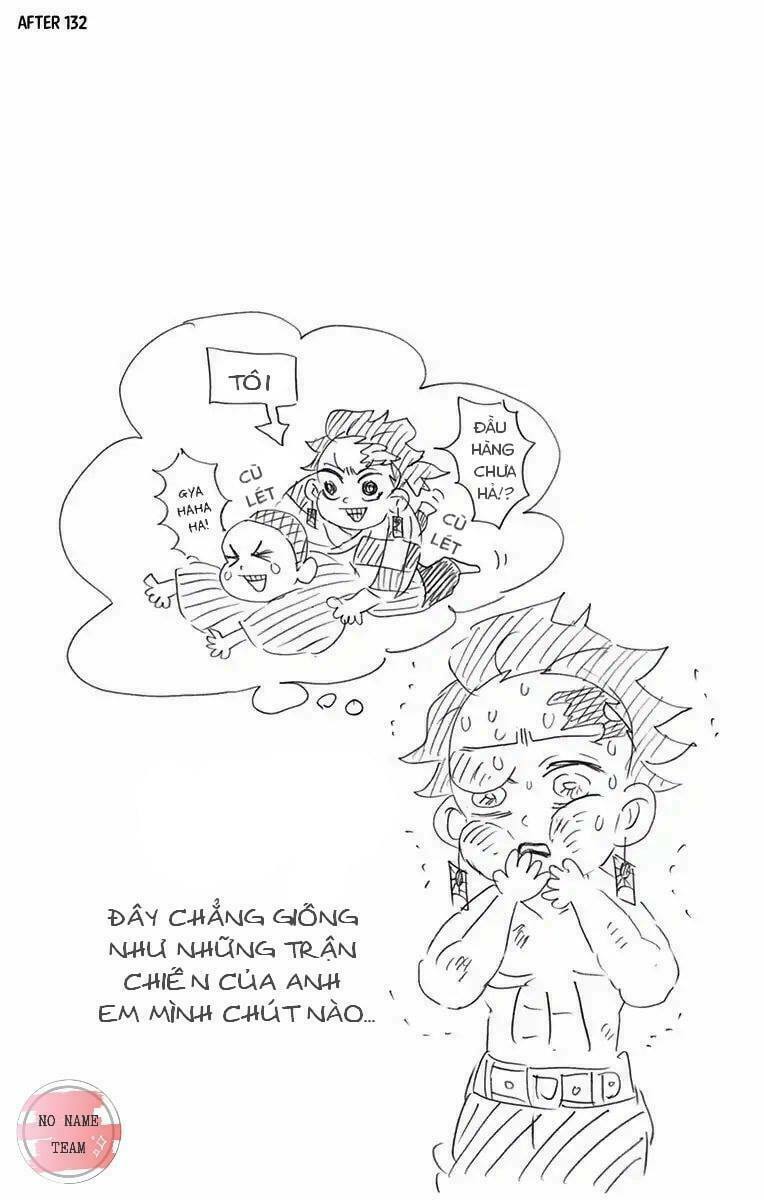 AFTER 132
TÔI
ĐẦU
HÀNG
CHƯA
HẢ!?
CÙ
LÉT
GYA
HAHA
HA!
CÙ
LÉT
ĐÂY CHẲNG GIỐNG
NHƯ NHỮNG TRẬN
CHIẾN CỦA ANH
EM MÌNH CHÚT NÀO...
NO NAME
TEAM